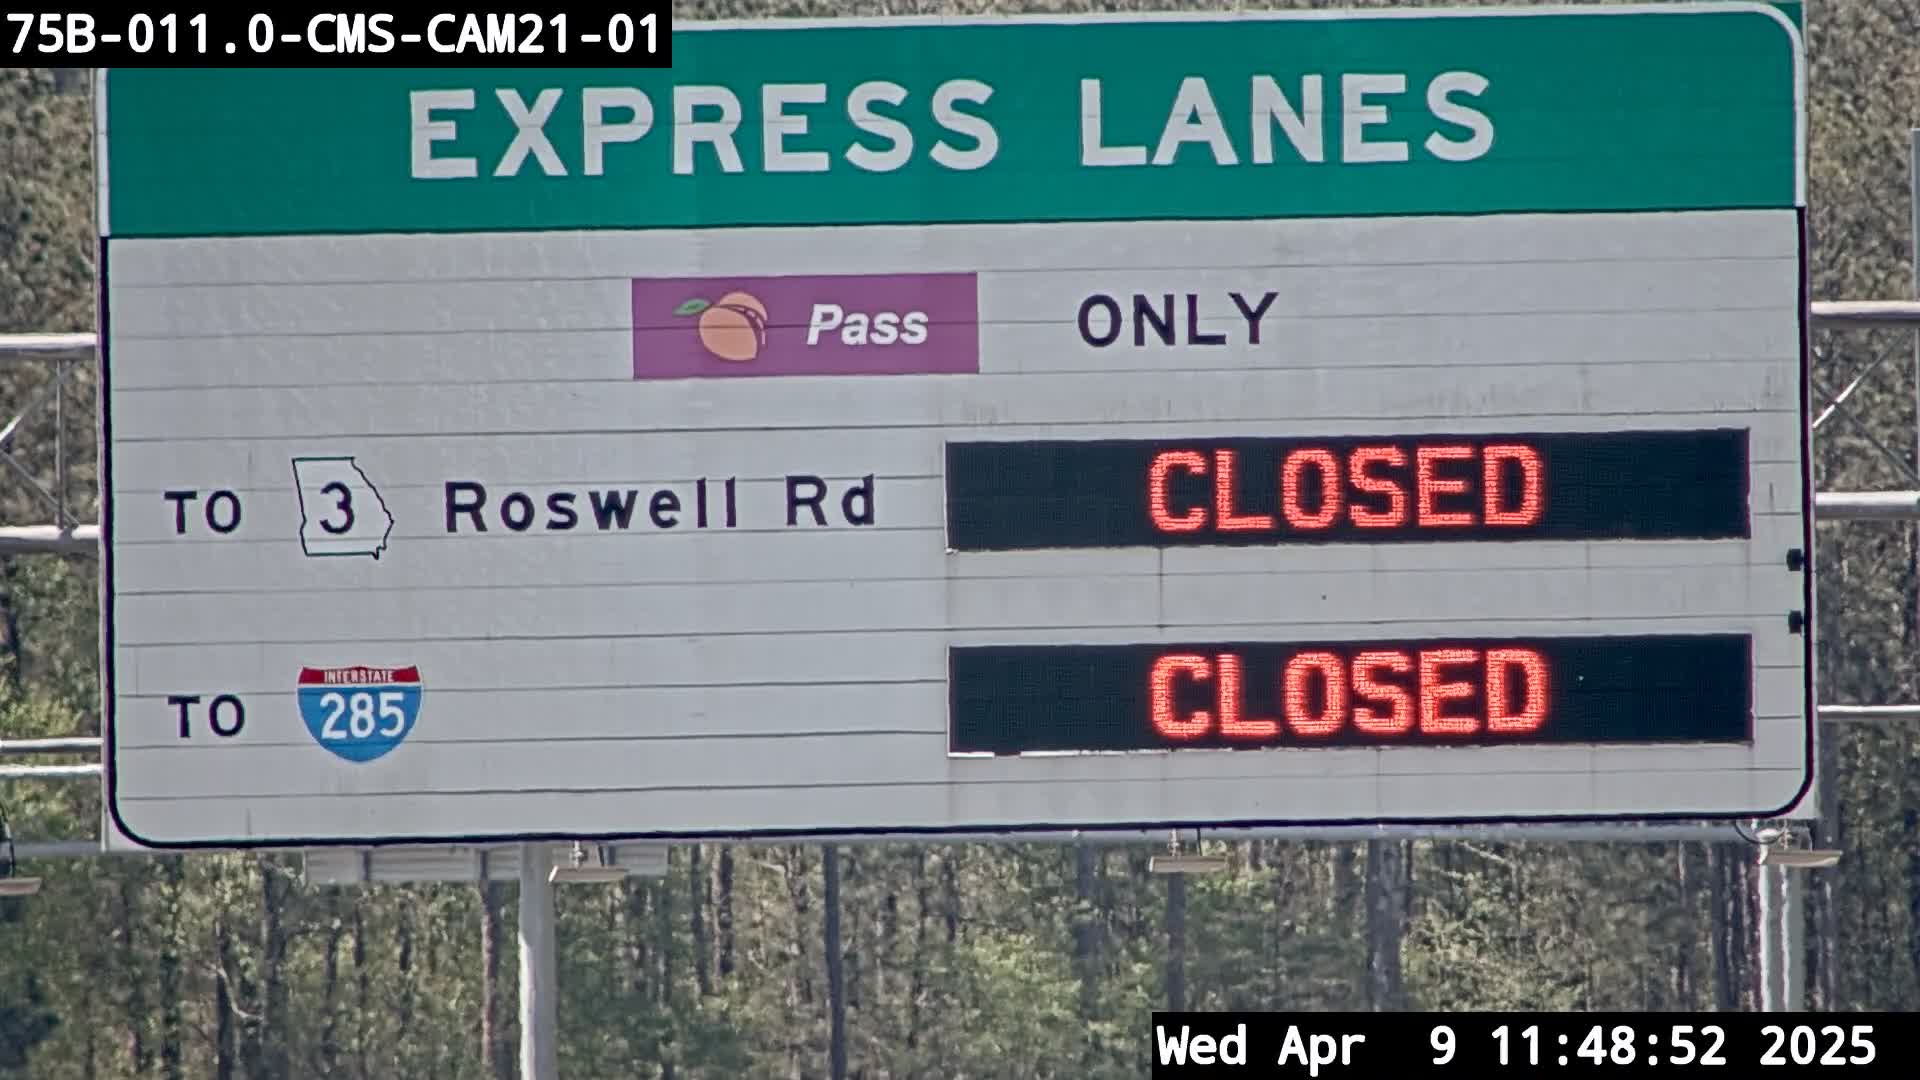 75B-011.0-CMS-CAM21-01
EXPRESS LANES
Pass ONLY
TO 3 Roswell Rd CLOSED
INTERSTATE
TO 285 CLOSED
Wed Apr 9 11:48:52 2025